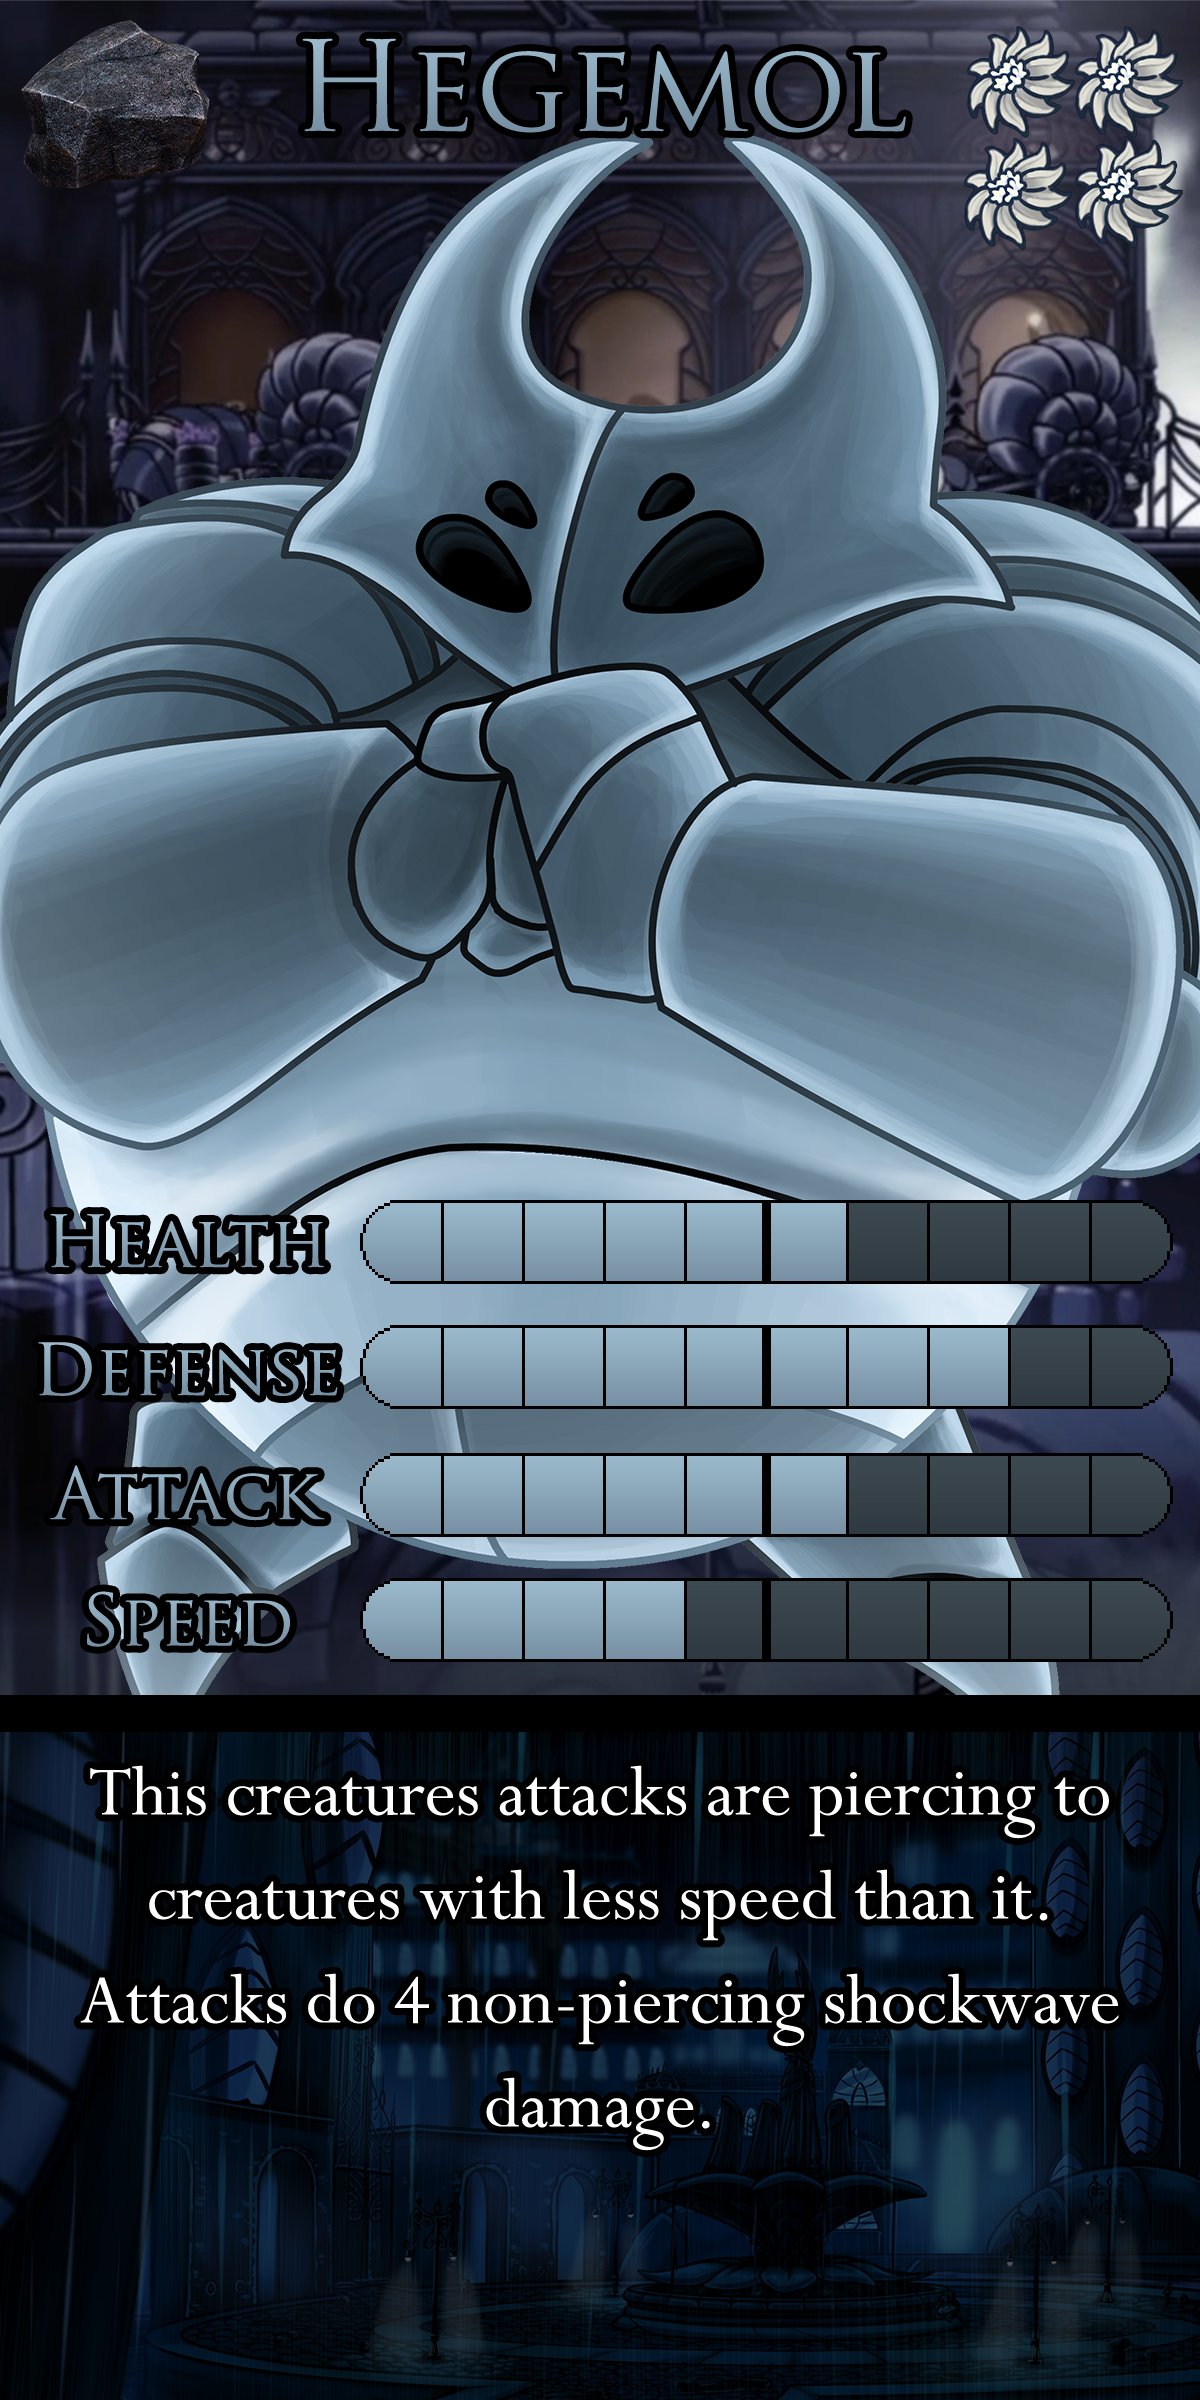 Hegemol
Health
Defense
Attack
Speed
This creatures attacks are piercing to
creatures with less speed than it.
Attacks do 4 non-piercing shockwave
damage.